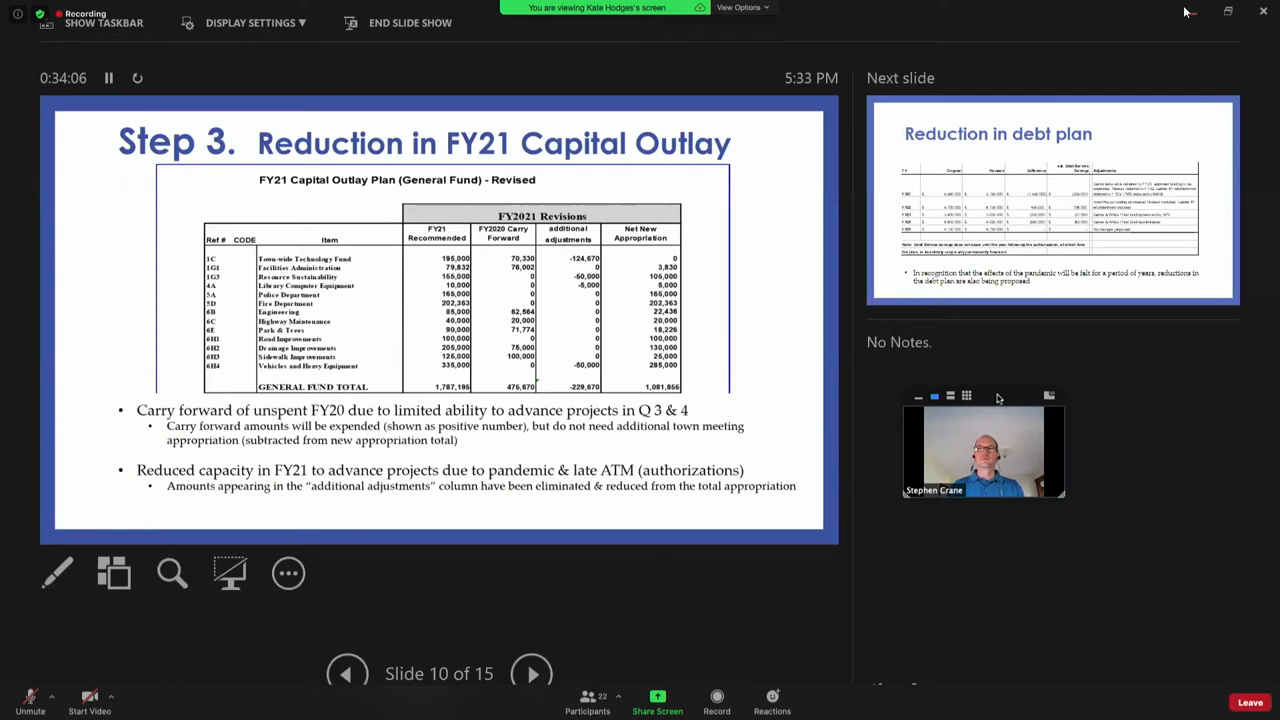 Recording
You are viewing Kate Hodges's screen
View Options
SHOW TASKBAR
DISPLAY SETTINGS ▼
END SLIDE SHOW
0:34:06
5:33 PM
Next slide
Step 3. Reduction in FY21 Capital Outlay
FY21 Capital Outlay Plan (General Fund) - Revised
FY2021 Revisions
Ref # CODE Item FY21 Recommended FY2020 Carry Forward additional adjustments Net New Appropriation
1C Town-wide Technology Fund 195,000 70,330 -124,670 0
1G1 Facilities Administration 79,832 76,002 0 3,830
1G3 Resource Sustainability 155,000 0 -50,000 105,000
4A Library Computer Equipment 10,000 0 -5,000 5,000
5A Police Department 165,000 0 0 165,000
5D Fire Department 202,363 0 0 202,363
6B Engineering 85,000 62,564 0 22,436
6C Highway Maintenance 40,000 20,000 0 20,000
6E Park & Trees 90,000 71,774 0 18,226
6H1 Road Improvements 100,000 0 0 100,000
6H2 Drainage Improvements 205,000 75,000 0 130,000
6H3 Sidewalk Improvements 125,000 100,000 0 25,000
6H4 Vehicles and Heavy Equipment 335,000 0 -50,000 285,000
GENERAL FUND TOTAL 1,787,195 475,670 -229,670 1,081,855
• Carry forward of unspent FY20 due to limited ability to advance projects in Q 3 & 4
• Carry forward amounts will be expended (shown as positive number), but do not need additional town meeting
appropriation (subtracted from new appropriation total)
• Reduced capacity in FY21 to advance projects due to pandemic & late ATM (authorizations)
• Amounts appearing in the “additional adjustments” column have been eliminated & reduced from the total appropriation
Reduction in debt plan
Adjustments
• In recognition that the effects of the pandemic will be felt for a period of years, reductions in
the debt plan are also being proposed
No Notes.
Stephen Crane
Slide 10 of 15
Unmute
Start Video
22
Participants
Share Screen
Record
Reactions
Leave